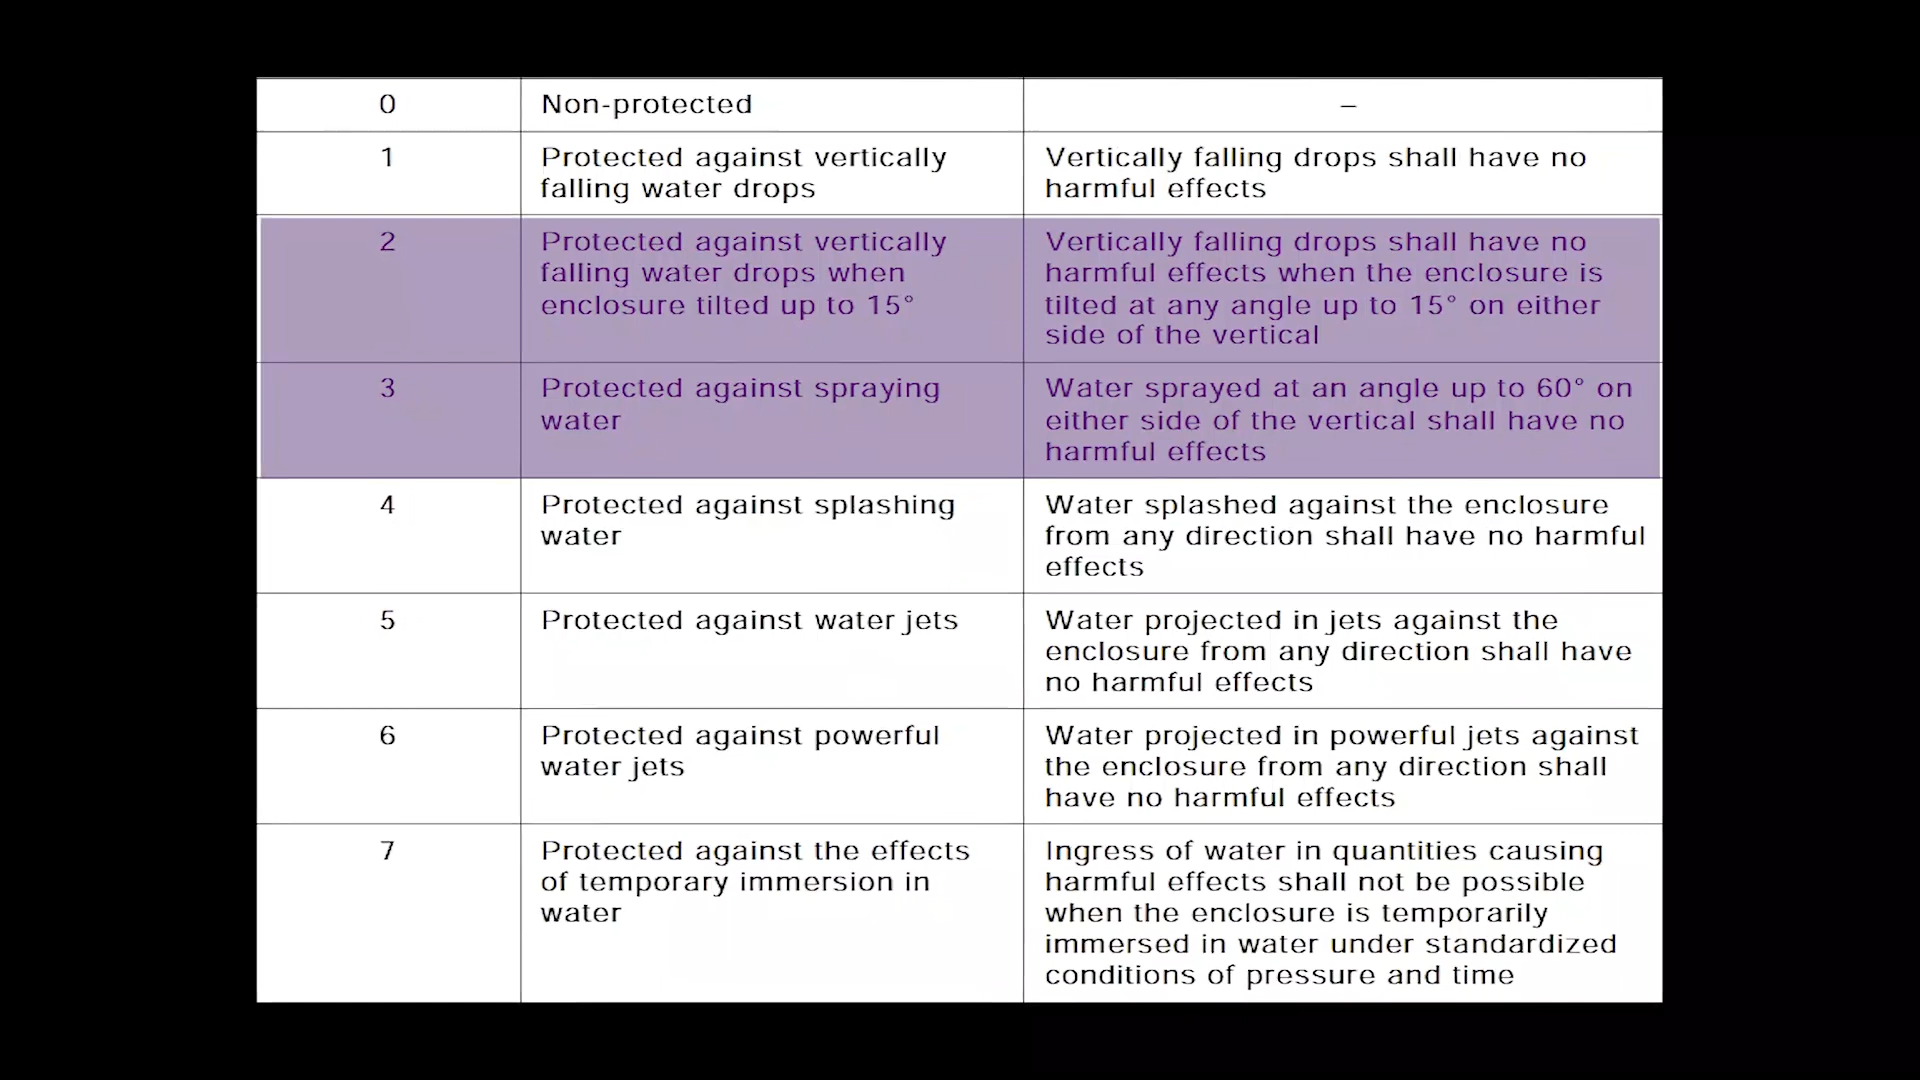 0
Non-protected
–
1
Protected against vertically
falling water drops
Vertically falling drops shall have no
harmful effects
2
Protected against vertically
falling water drops when
enclosure tilted up to 15°
Vertically falling drops shall have no
harmful effects when the enclosure is
tilted at any angle up to 15° on either
side of the vertical
3
Protected against spraying
water
Water sprayed at an angle up to 60° on
either side of the vertical shall have no
harmful effects
4
Protected against splashing
water
Water splashed against the enclosure
from any direction shall have no harmful
effects
5
Protected against water jets
Water projected in jets against the
enclosure from any direction shall have
no harmful effects
6
Protected against powerful
water jets
Water projected in powerful jets against
the enclosure from any direction shall
have no harmful effects
7
Protected against the effects
of temporary immersion in
water
Ingress of water in quantities causing
harmful effects shall not be possible
when the enclosure is temporarily
immersed in water under standardized
conditions of pressure and time